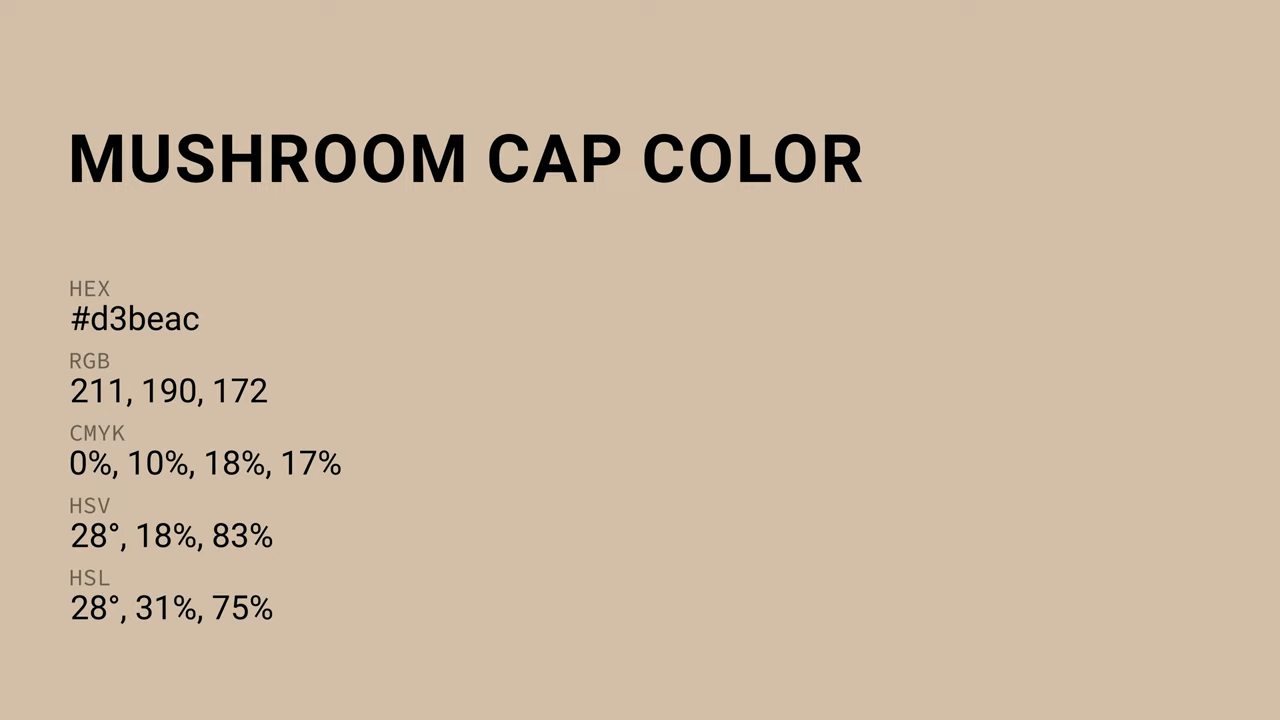 MUSHROOM CAP COLOR
HEX
#d3beac
RGB
211, 190, 172
CMYK
0%, 10%, 18%, 17%
HSV
28°, 18%, 83%
HSL
28°, 31%, 75%